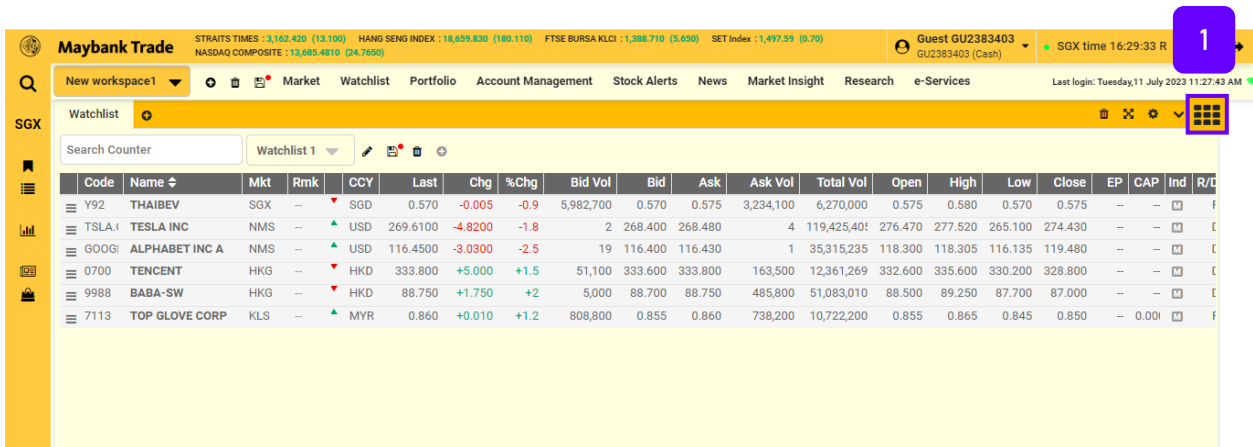 1
Maybank Trade
STRAITS TIMES : 3,162.420 (13.100) HANG SENG INDEX : 18,659.830 (180.110) FTSE BURSA KLCI : 1,388.710 (5.650) SET Index : 1,497.59 (0.70)
NASDAQ COMPOSITE : 13,685.4810 (24.7650)
Guest GU2383403
GU2383403 (Cash)
SGX time 16:29:33 R
New workspace1 Market Watchlist Portfolio Account Management Stock Alerts News Market Insight Research e-Services Last login: Tuesday,11 July 2023 11:27:43 AM
SGX
Watchlist
Search Counter Watchlist 1
Code Name Mkt Rmk CCY Last Chg %Chg Bid Vol Bid Ask Ask Vol Total Vol Open High Low Close EP CAP Ind R/D
Y92 THAIBEV SGX -- SGD 0.570 -0.005 -0.9 5,982,700 0.570 0.575 3,234,100 6,270,000 0.575 0.580 0.570 0.575 -- -- M
TSLA.( TESLA INC NMS -- USD 269.6100 -4.8200 -1.8 2 268.400 268.480 4 119,425,40 276.470 277.520 265.100 274.430 -- -- M
GOOGI ALPHABET INC A NMS -- USD 116.4500 -3.0300 -2.5 19 116.400 116.430 1 35,315,235 118.300 118.305 116.135 119.480 -- -- M
0700 TENCENT HKG -- HKD 333.800 +5.000 +1.5 51,100 333.600 333.800 163,500 12,361,269 332.600 335.600 330.200 328.800 -- -- M
9988 BABA-SW HKG -- HKD 88.750 +1.750 +2 5,000 88.700 88.750 485,800 51,083,010 88.500 89.250 87.700 87.000 -- -- M
7113 TOP GLOVE CORP KLS -- MYR 0.860 +0.010 +1.2 808,800 0.855 0.860 738,200 10,722,200 0.855 0.865 0.845 0.850 -- 0.00 M